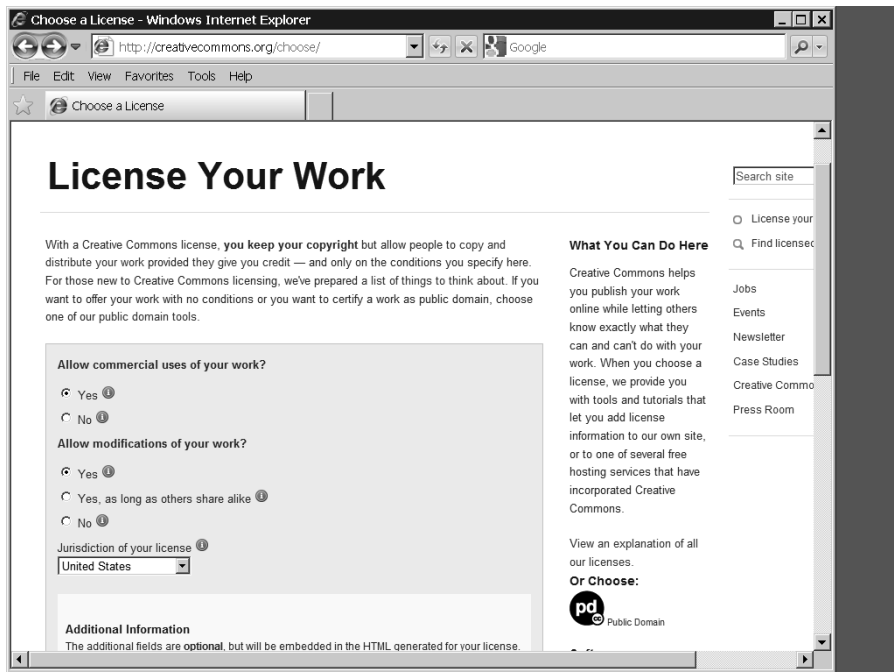 Choose a License - Windows Internet Explorer
http://creativecommons.org/choose/
Google
File Edit View Favorites Tools Help
Choose a License
License Your Work
With a Creative Commons license, you keep your copyright but allow people to copy and
distribute your work provided they give you credit — and only on the conditions you specify here.
For those new to Creative Commons licensing, we've prepared a list of things to think about. If you
want to offer your work with no conditions or you want to certify a work as public domain, choose
one of our public domain tools.
Allow commercial uses of your work?
Yes
No
Allow modifications of your work?
Yes
Yes, as long as others share alike
No
Jurisdiction of your license
United States
Additional Information
The additional fields are optional, but will be embedded in the HTML generated for your license.
What You Can Do Here
Creative Commons helps
you publish your work
online while letting others
know exactly what they
can and can't do with your
work. When you choose a
license, we provide you
with tools and tutorials that
let you add license
information to our own site,
or to one of several free
hosting services that have
incorporated Creative
Commons.
View an explanation of all
our licenses.
Or Choose:
pd
cc
Public Domain
Search site
License your
Find licensed
Jobs
Events
Newsletter
Case Studies
Creative Commo
Press Room